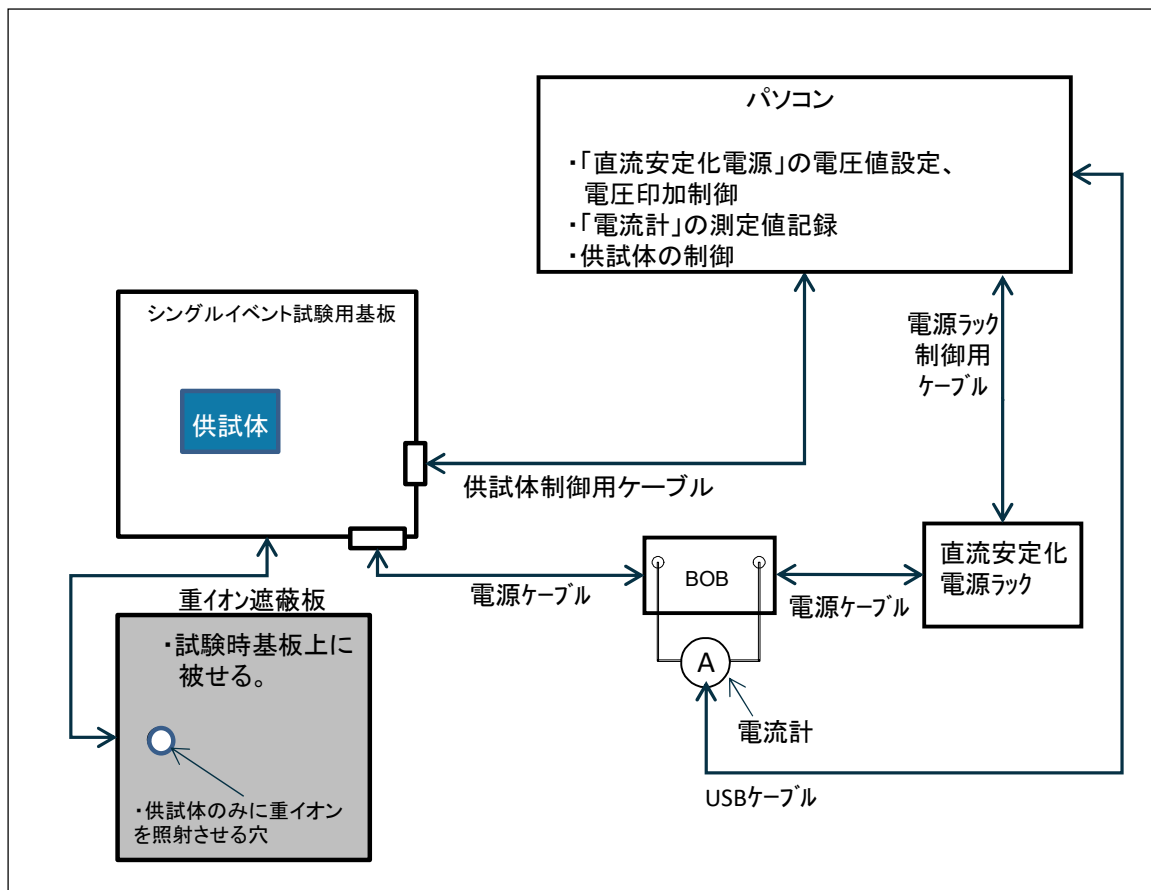 パソコン
・「直流安定化電源」の電圧値設定、
電圧印加制御
・「電流計」の測定値記録
・供試体の制御
シングルイベント試験用基板
供試体
電源ラック
制御用
ケーブル
供試体制御用ケーブル
直流安定化
電源ラック
BOB
電源ケーブル
電源ケーブル
重イオン遮蔽板
・試験時基板上に
被せる。
A
電流計
・供試体のみに重イオン
を照射させる穴
USBケーブル